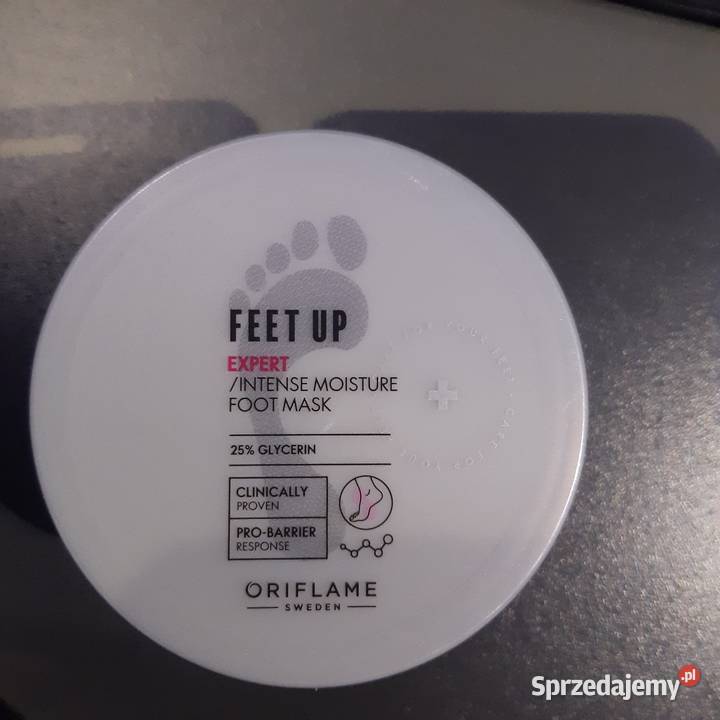 FEET UP
EXPERT
/INTENSE MOISTURE
FOOT MASK
25% GLYCERIN
CLINICALLY
PROVEN
PRO-BARRIER
RESPONSE
ORIFLAME
SWEDEN
Sprzedajemy.pl